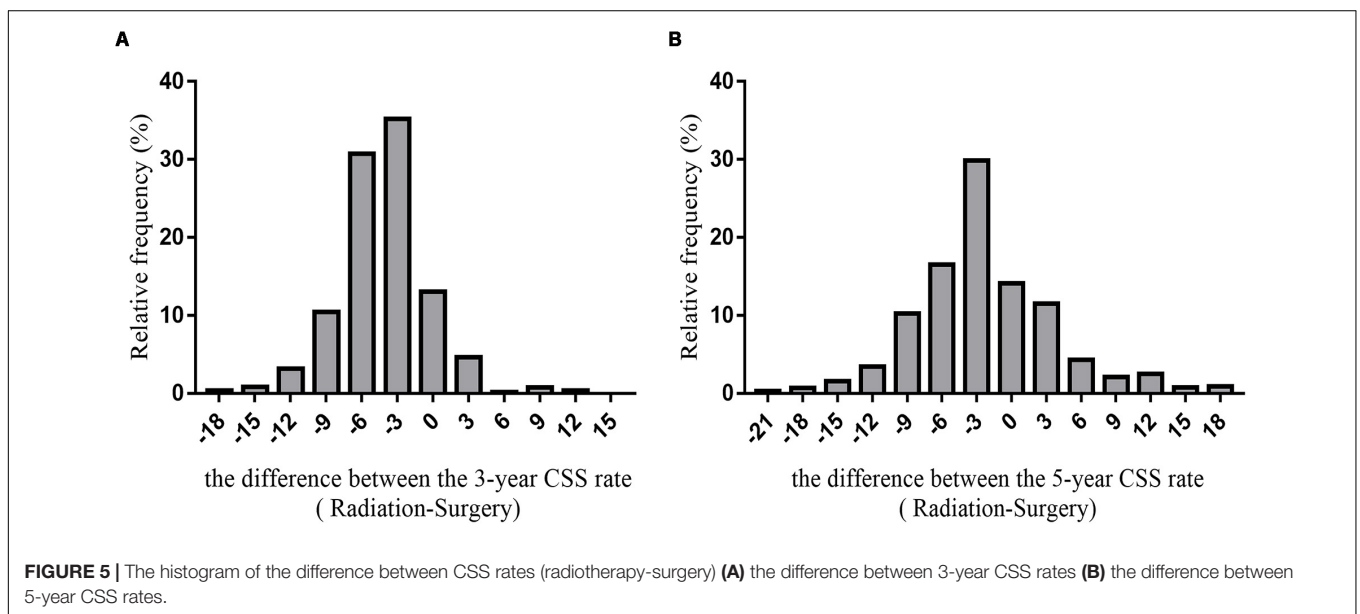 A
Relative frequency (%)
40
30
20
10
0
-18 -15 -12 -9 -6 -3 0 3 6 9 12 15
the difference between the 3-year CSS rate
( Radiation-Surgery)
B
Relative frequency (%)
40
30
20
10
0
-21 -18 -15 -12 -9 -6 -3 0 3 6 9 12 15 18
the difference between the 5-year CSS rate
( Radiation-Surgery)
FIGURE 5 | The histogram of the difference between CSS rates (radiotherapy-surgery) (A) the difference between 3-year CSS rates (B) the difference between
5-year CSS rates.